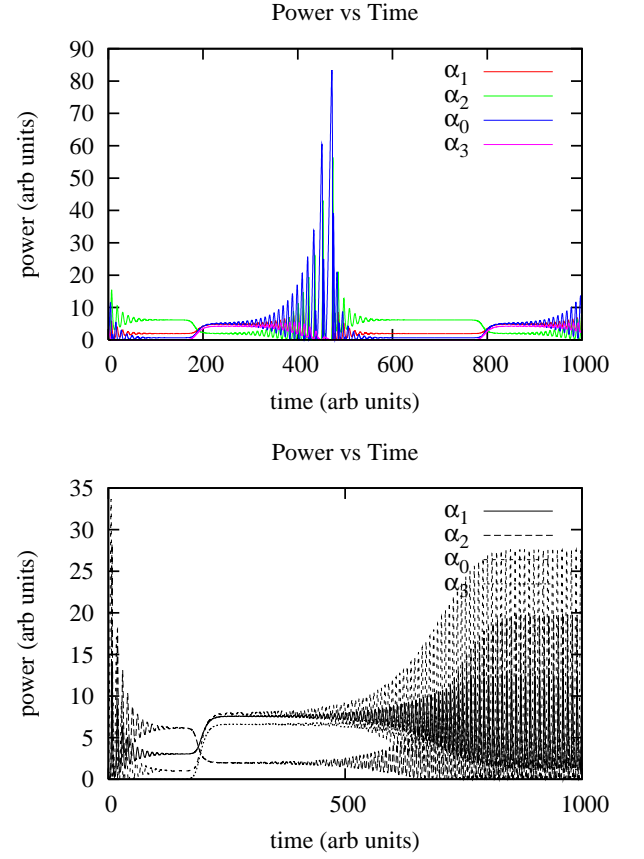 Power vs Time
90
80
70
60
50
40
30
20
10
0
0 200 400 600 800 1000
power (arb units)
time (arb units)
α1
α2
α0
α3
Power vs Time
35
30
25
20
15
10
5
0
0 500 1000
power (arb units)
time (arb units)
α1
α2
α0
α3